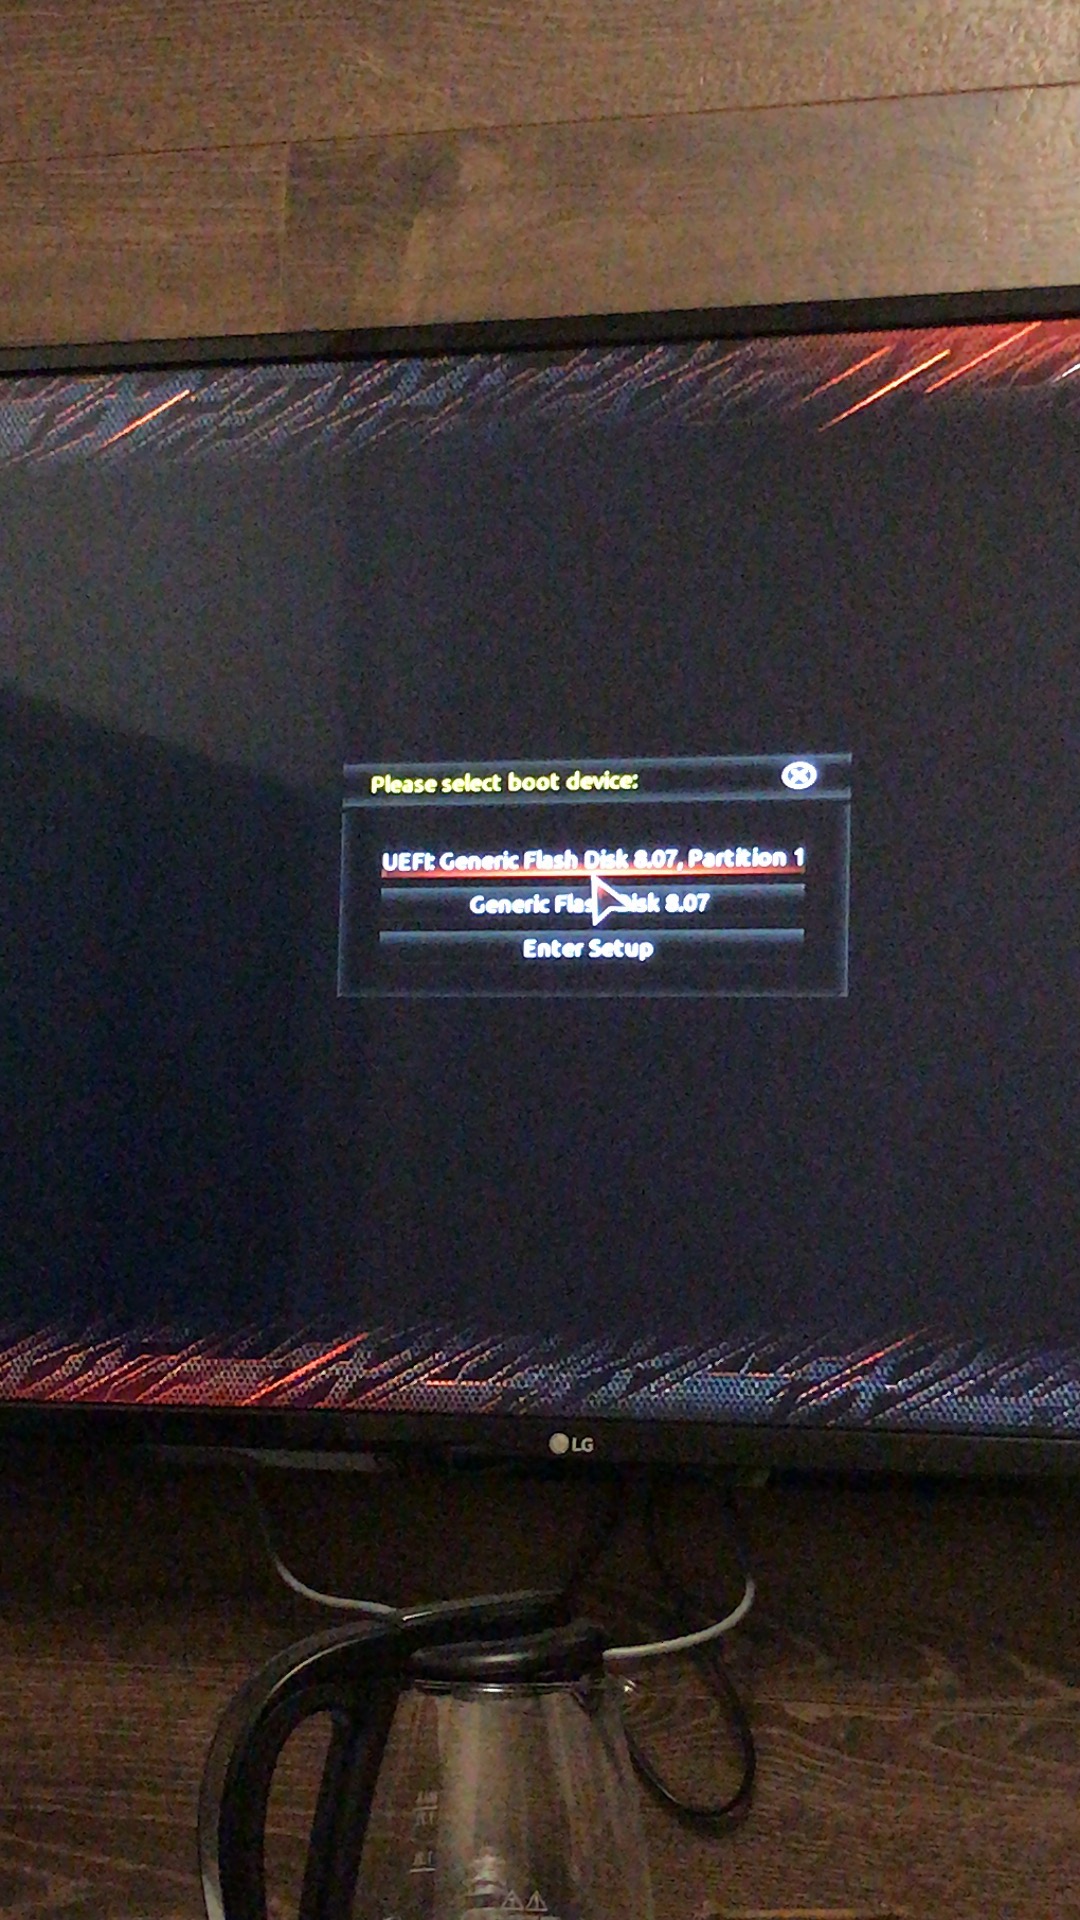 Please select boot device:
UEFI: Generic Flash Disk 8.07, Partition 1
Generic Flash Disk 8.07
Enter Setup
LG